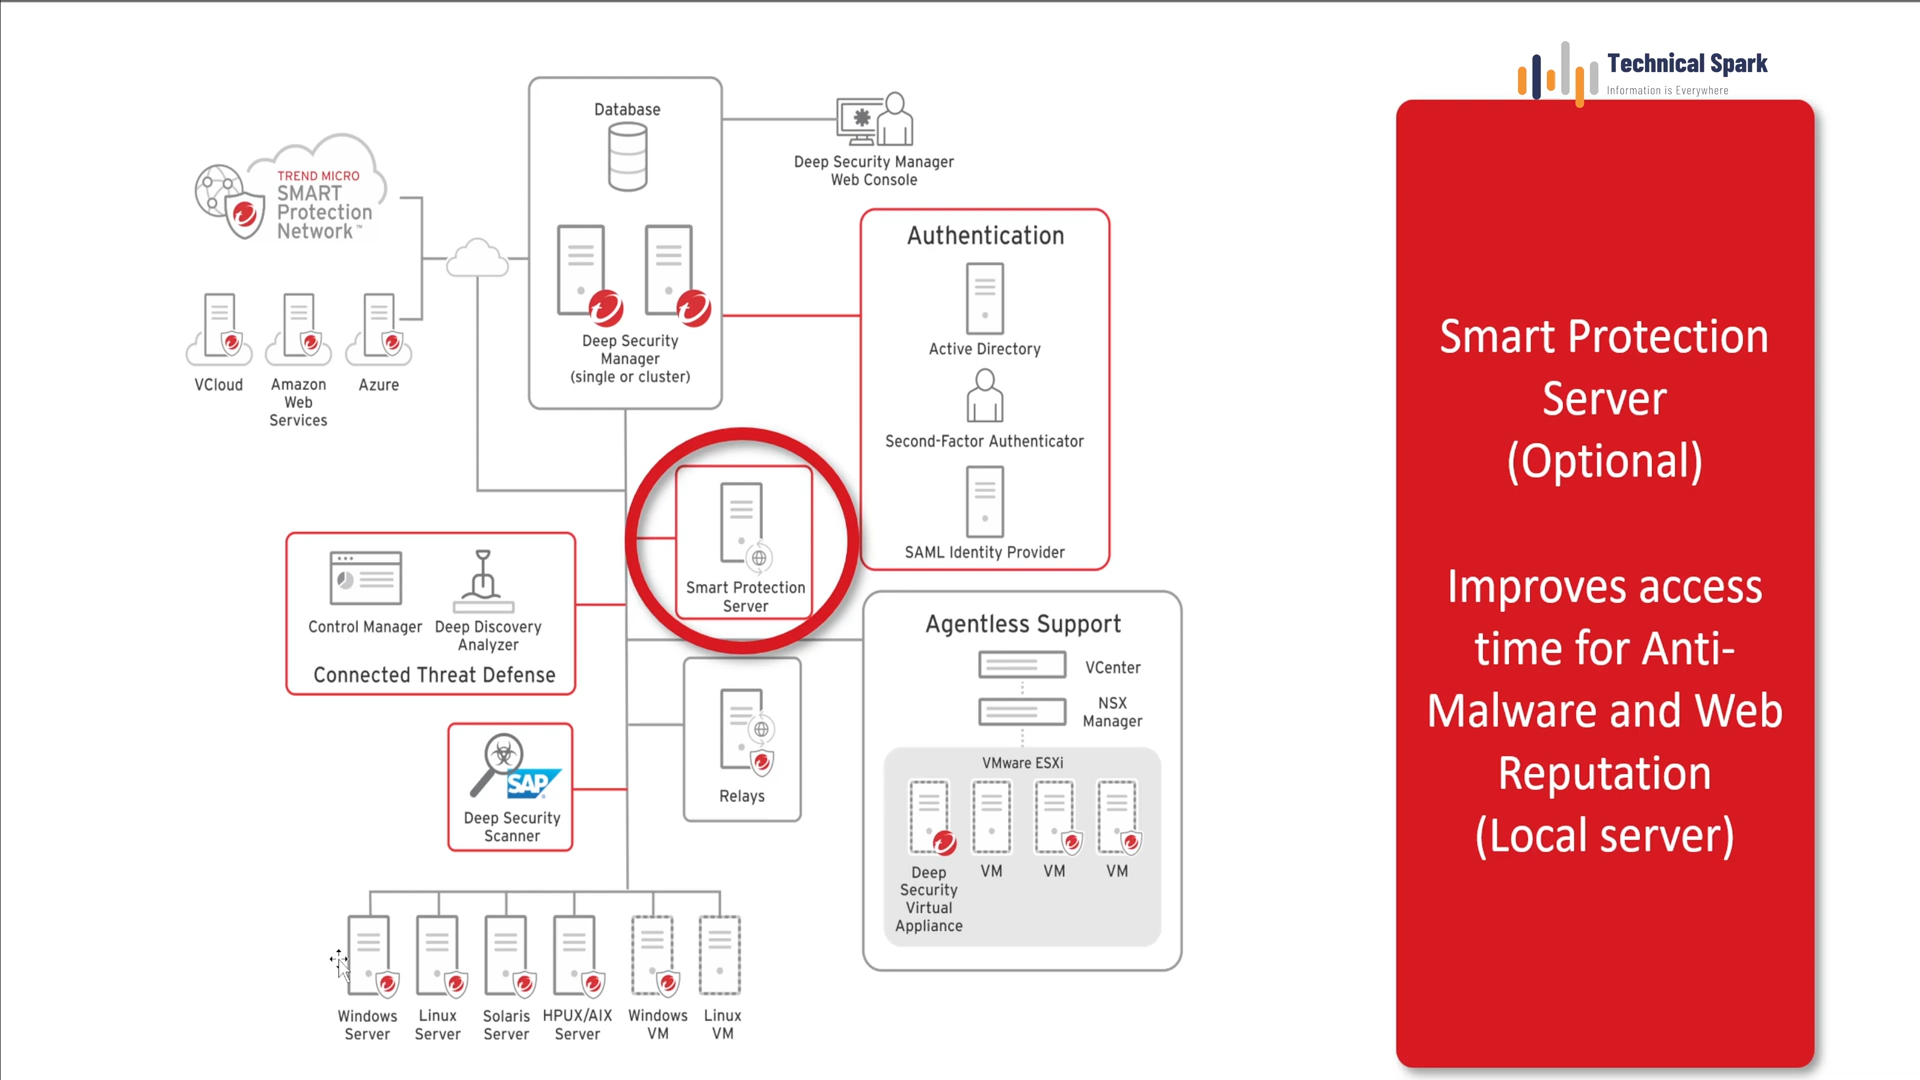 Technical Spark
Information is Everywhere
Database
Deep Security Manager
Web Console
TREND MICRO
SMART
Protection
Network™
VCloud
Amazon
Web
Services
Azure
Deep Security
Manager
(single or cluster)
Authentication
Active Directory
Second-Factor Authenticator
SAML Identity Provider
Smart Protection
Server
Control Manager
Deep Discovery
Analyzer
Connected Threat Defense
SAP
Deep Security
Scanner
Relays
Agentless Support
VCenter
NSX
Manager
VMware ESXi
Deep
Security
Virtual
Appliance
VM
VM
VM
Windows
Server
Linux
Server
Solaris
Server
HPUX/AIX
Server
Windows
VM
Linux
VM
Smart Protection
Server
(Optional)
Improves access
time for Anti-
Malware and Web
Reputation
(Local server)